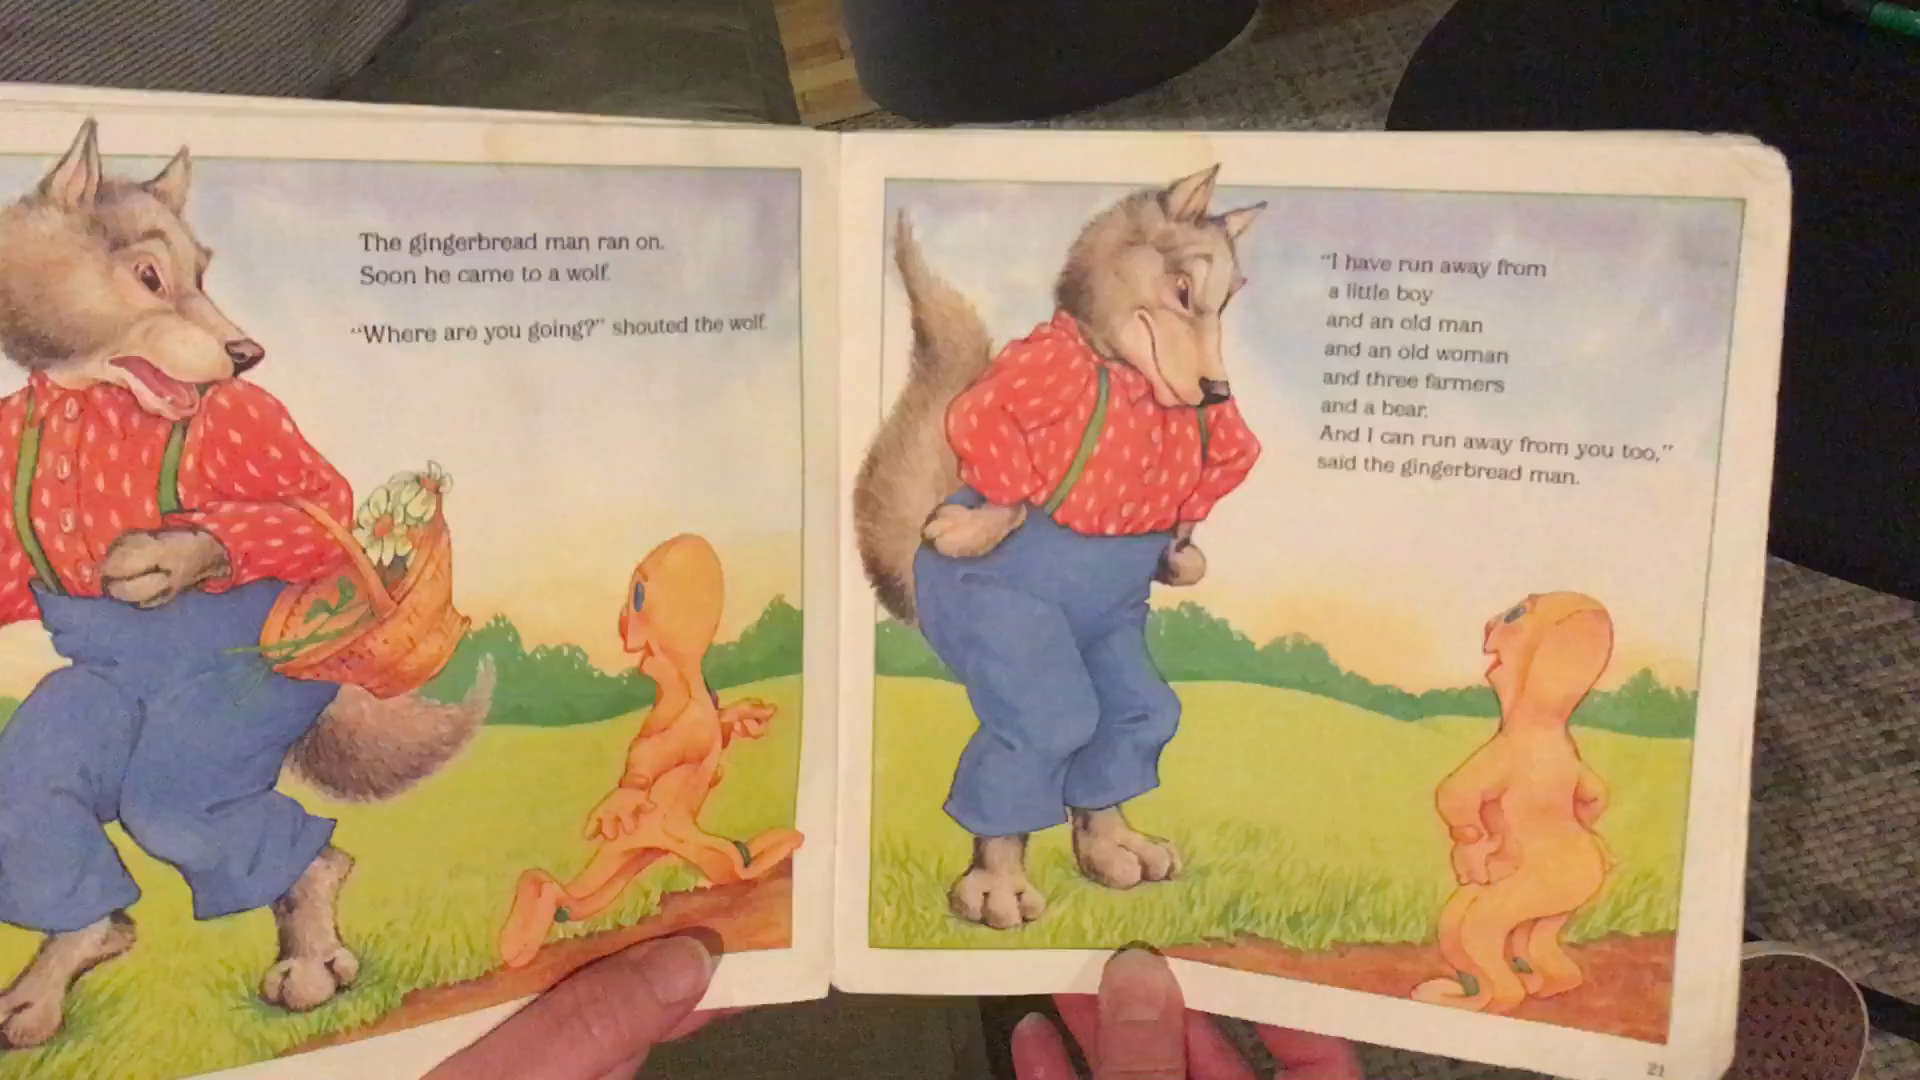 The gingerbread man ran on.
Soon he came to a wolf.
"Where are you going?" shouted the wolf.
"I have run away from
a little boy
and an old man
and an old woman
and three farmers
and a bear.
And I can run away from you too,"
said the gingerbread man.
21